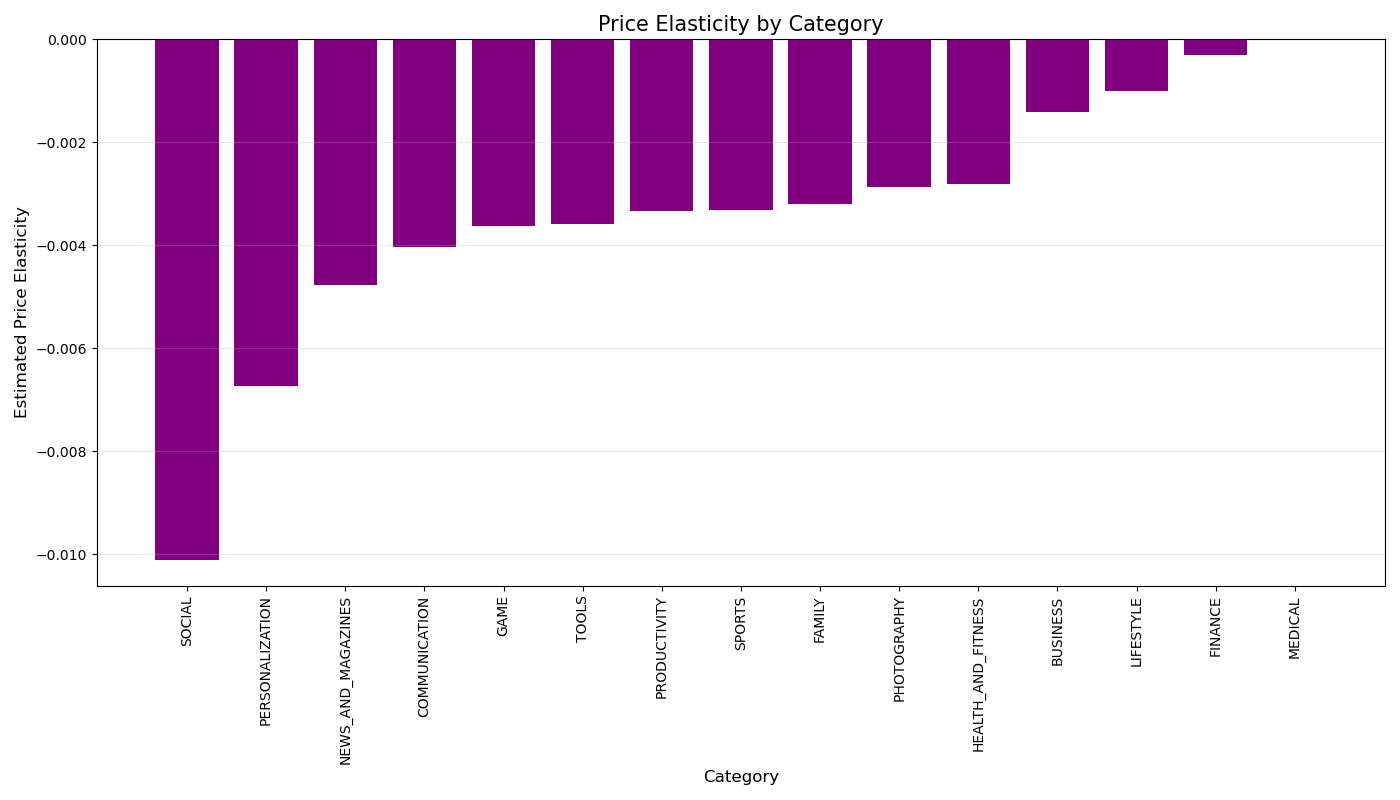 Price Elasticity by Category
Estimated Price Elasticity
0.000
−0.002
−0.004
−0.006
−0.008
−0.010
SOCIAL
PERSONALIZATION
NEWS_AND_MAGAZINES
COMMUNICATION
GAME
TOOLS
PRODUCTIVITY
SPORTS
FAMILY
PHOTOGRAPHY
HEALTH_AND_FITNESS
BUSINESS
LIFESTYLE
FINANCE
MEDICAL
Category